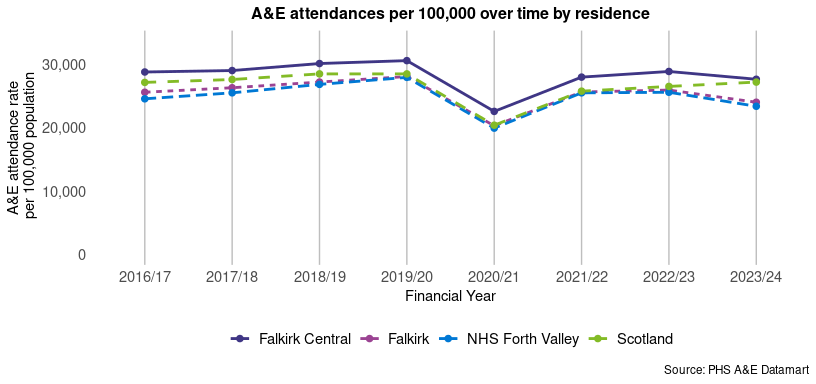 A&E attendances per 100,000 over time by residence
A&E attendance rate
per 100,000 population
30,000
20,000
10,000
0
2016/17 2017/18 2018/19 2019/20 2020/21 2021/22 2022/23 2023/24
Financial Year
Falkirk Central Falkirk NHS Forth Valley Scotland
Source: PHS A&E Datamart